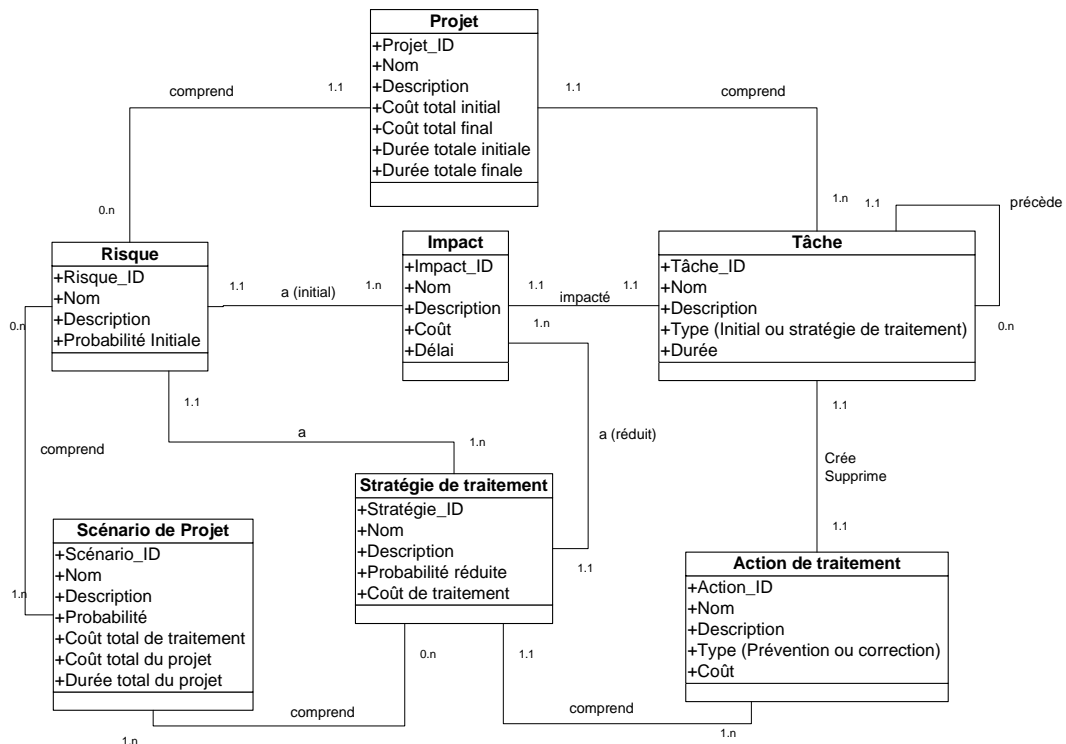 Projet
+Projet_ID
+Nom
+Description
+Coût total initial
+Coût total final
+Durée totale initiale
+Durée totale finale
comprend
1.1
1.1
comprend
0.n
1.n
1.1
précède
0.n
Risque
+Risque_ID
+Nom
+Description
+Probabilité Initiale
1.1
a (initial)
1.n
Impact
+Impact_ID
+Nom
+Description
+Coût
+Délai
1.1
impacté
1.1
1.n
Tâche
+Tâche_ID
+Nom
+Description
+Type (Initial ou stratégie de traitement)
+Durée
0.n
comprend
1.n
1.1
a
1.n
a (réduit)
1.1
1.1
Crée
Supprime
1.1
Stratégie de traitement
+Stratégie_ID
+Nom
+Description
+Probabilité réduite
+Coût de traitement
Scénario de Projet
+Scénario_ID
+Nom
+Description
+Probabilité
+Coût total de traitement
+Coût total du projet
+Durée total du projet
Action de traitement
+Action_ID
+Nom
+Description
+Type (Prévention ou correction)
+Coût
0.n
1.1
comprend
comprend
1.n
1.n